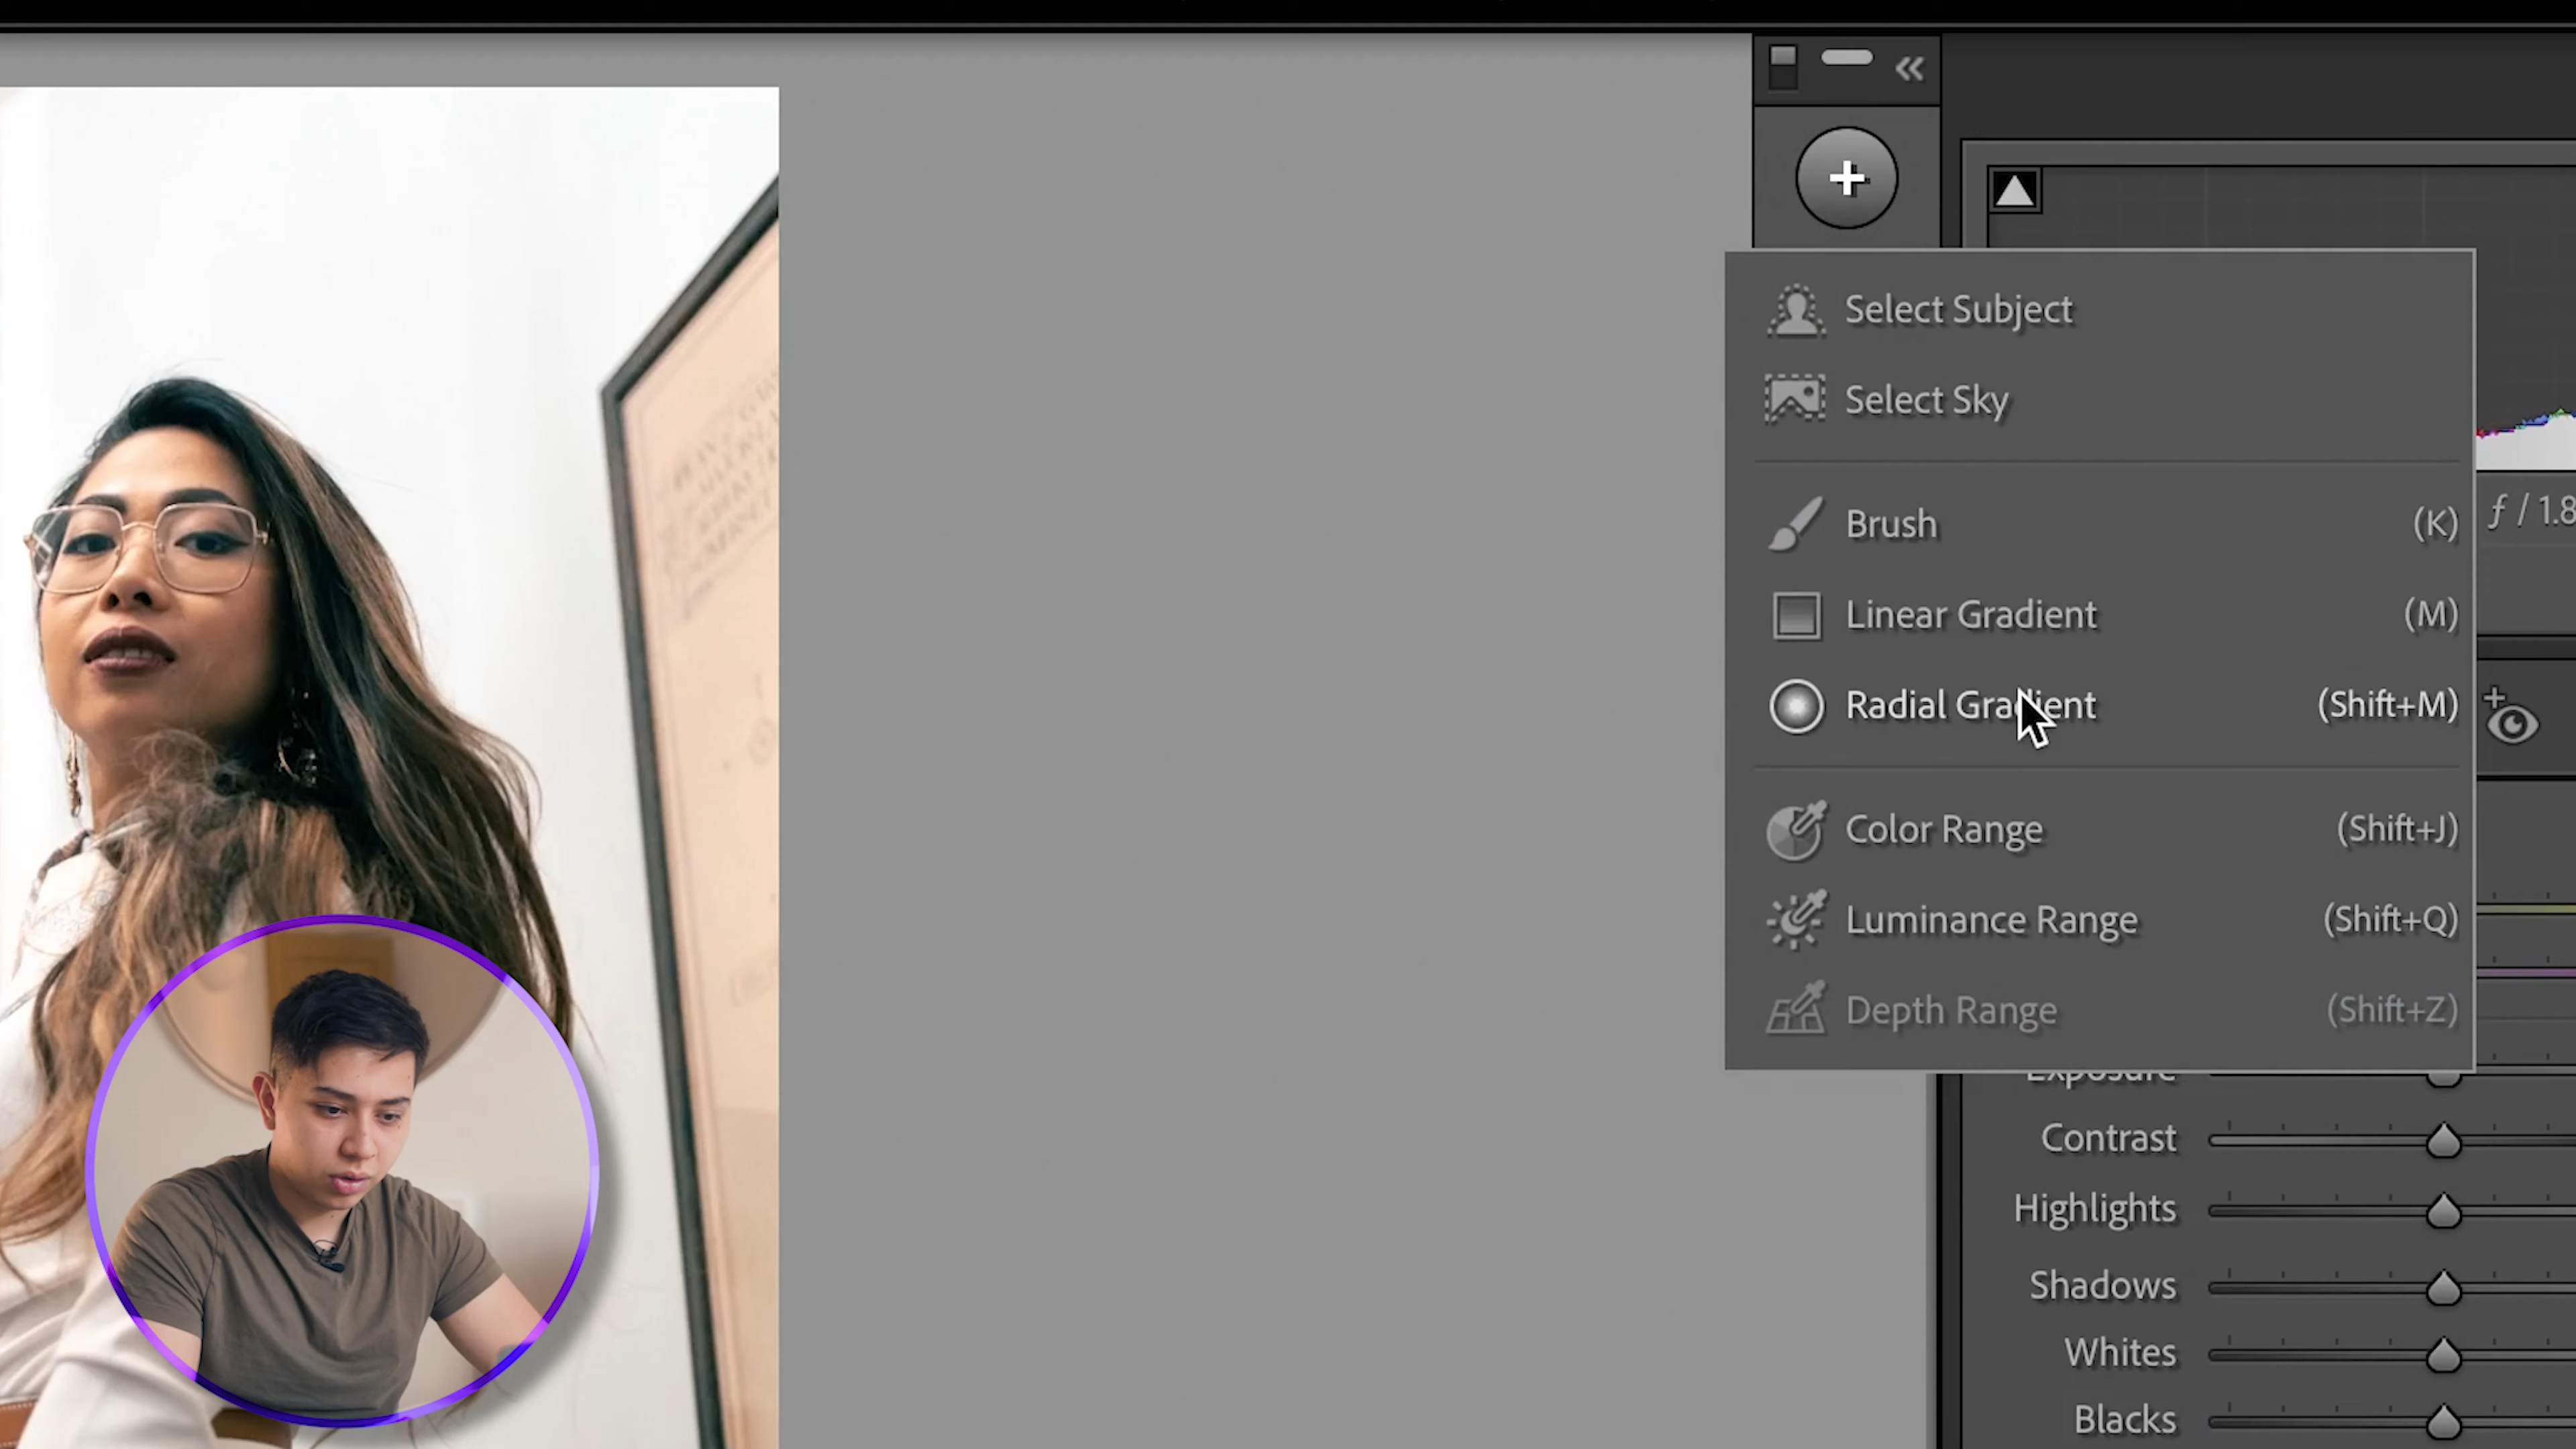 Select Subject
Select Sky
Brush (K)
f / 1.8
Linear Gradient (M)
Radial Gradient (Shift+M)
Color Range (Shift+J)
Luminance Range (Shift+Q)
Depth Range (Shift+Z)
Exposure
Contrast
Highlights
Shadows
Whites
Blacks